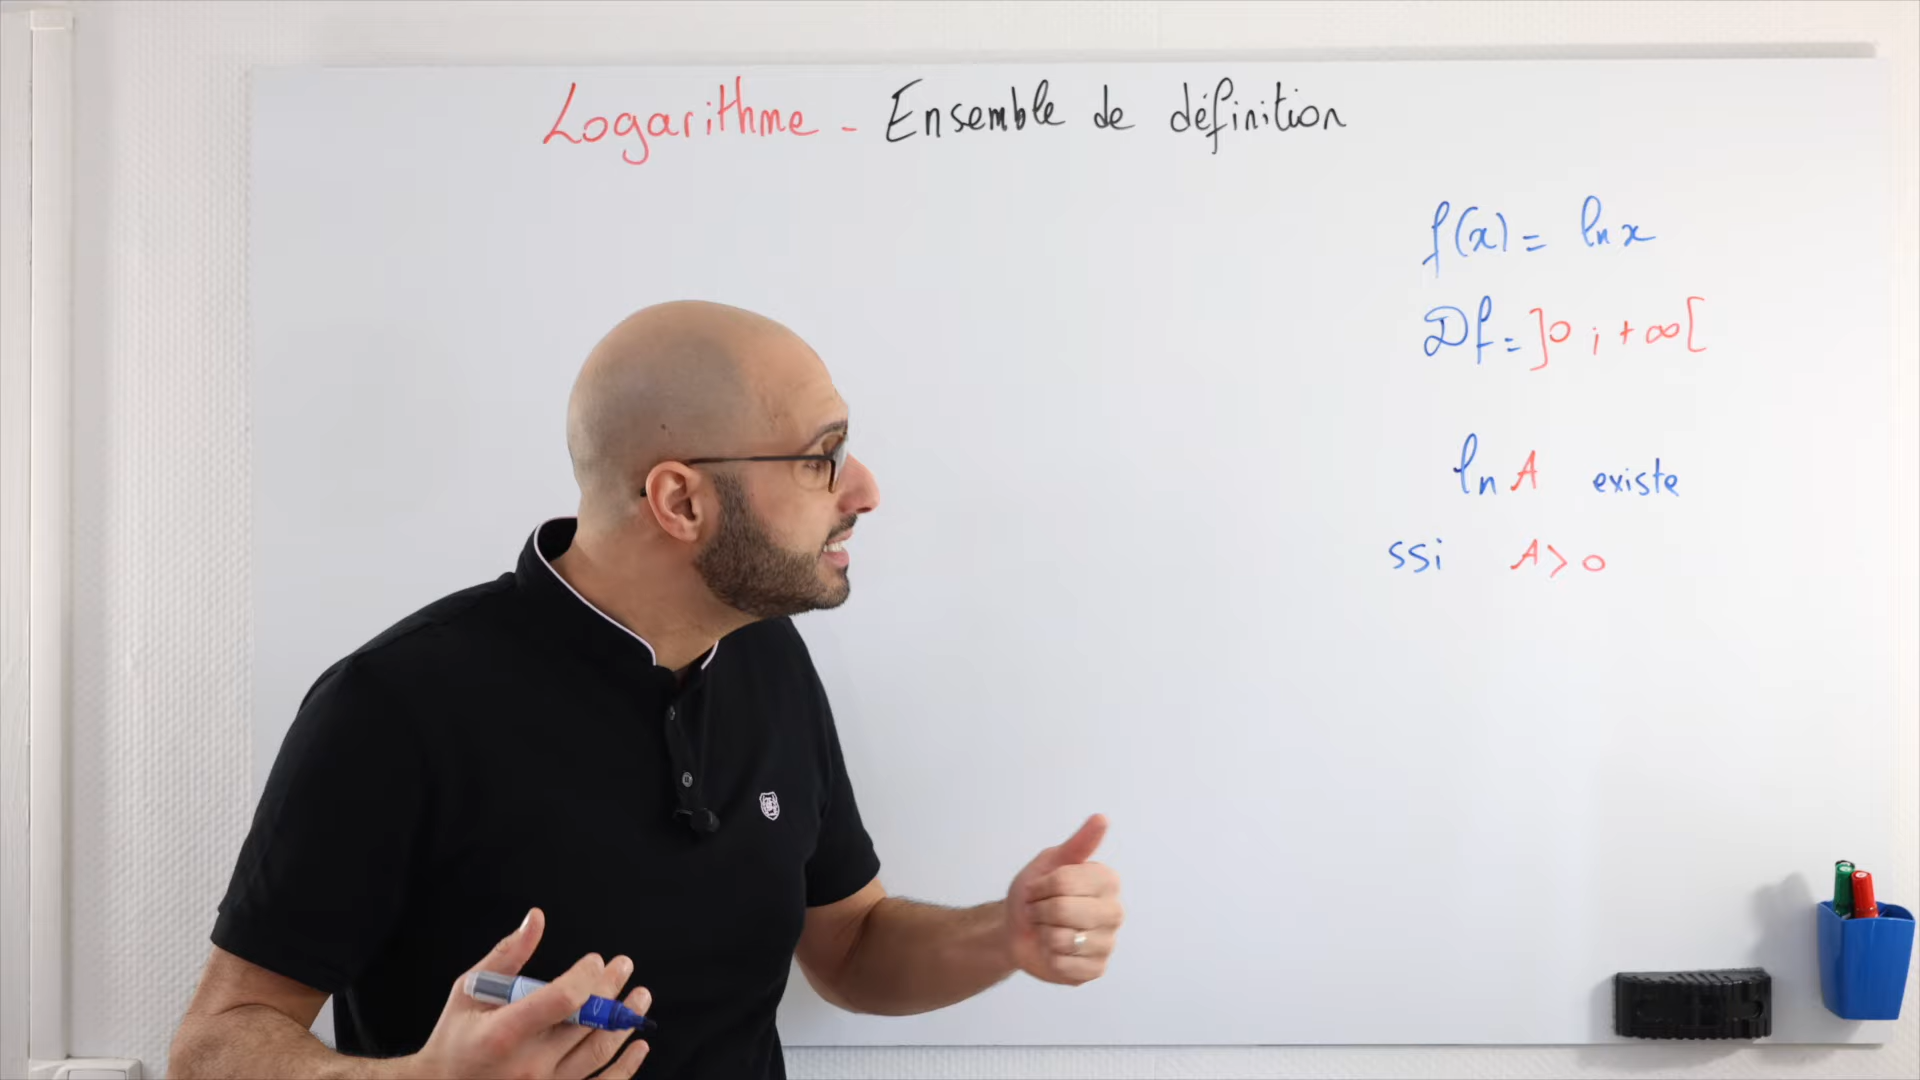 Logarithme - Ensemble de définition
f(x) = ln x
Df = ]0 ; +∞[
ln A existe
ssi A > 0